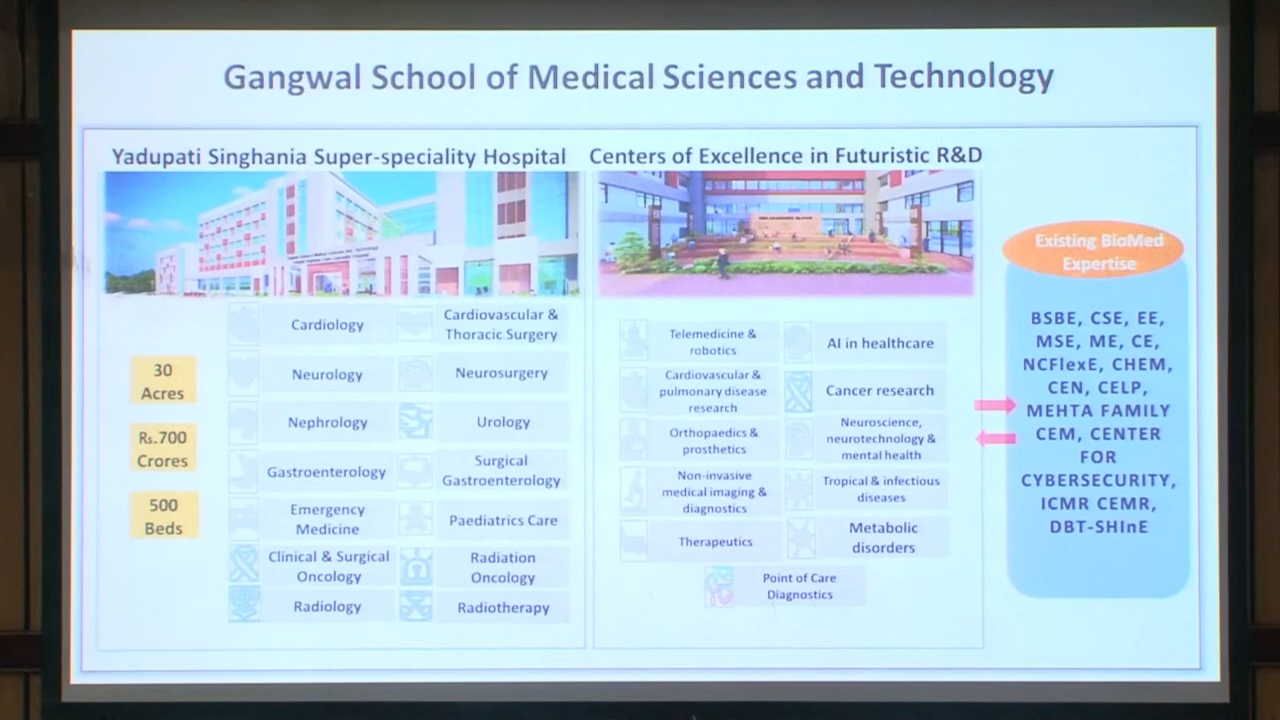 Gangwal School of Medical Sciences and Technology
Yadupati Singhania Super-speciality Hospital
30
Acres
Rs.700
Crores
500
Beds
Cardiology
Cardiovascular &
Thoracic Surgery
Neurology
Neurosurgery
Nephrology
Urology
Gastroenterology
Surgical
Gastroenterology
Emergency
Medicine
Paediatrics Care
Clinical & Surgical
Oncology
Radiation
Oncology
Radiology
Radiotherapy
Centers of Excellence in Futuristic R&D
Telemedicine &
robotics
AI in healthcare
Cardiovascular &
pulmonary disease
research
Cancer research
Orthopaedics &
prosthetics
Neuroscience,
neurotechnology &
mental health
Non-invasive
medical imaging &
diagnostics
Tropical & infectious
diseases
Therapeutics
Metabolic
disorders
Point of Care
Diagnostics
Existing BioMed
Expertise
BSBE, CSE, EE,
MSE, ME, CE,
NCFlexE, CHEM,
CEN, CELP,
MEHTA FAMILY
CEM, CENTER
FOR
CYBERSECURITY,
ICMR CEMR,
DBT-SHInE